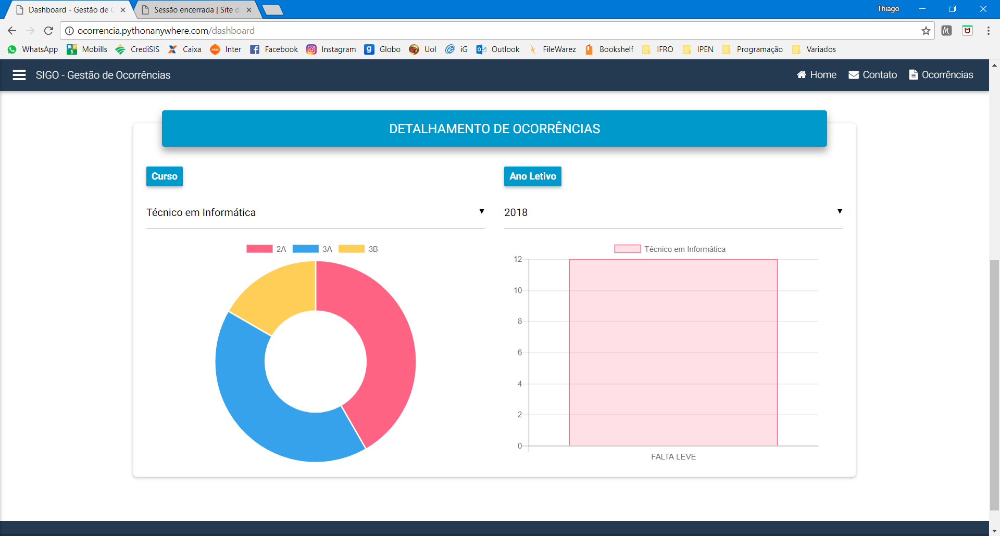 Dashboard - Gestão de
Sessão encerrada | Site d
Thiago
ocorrencia.pythonanywhere.com/dashboard
WhatsApp Mobills CrediSIS Caixa Inter Facebook Instagram Globo Uol iG Outlook FileWarez Bookshelf IFRO IPEN Programação Variados
SIGO - Gestão de Ocorrências
Home Contato Ocorrências
DETALHAMENTO DE OCORRÊNCIAS
Curso
Ano Letivo
Técnico em Informática
2018
2A 3A 3B
Técnico em Informática
12
10
8
6
4
2
0
FALTA LEVE